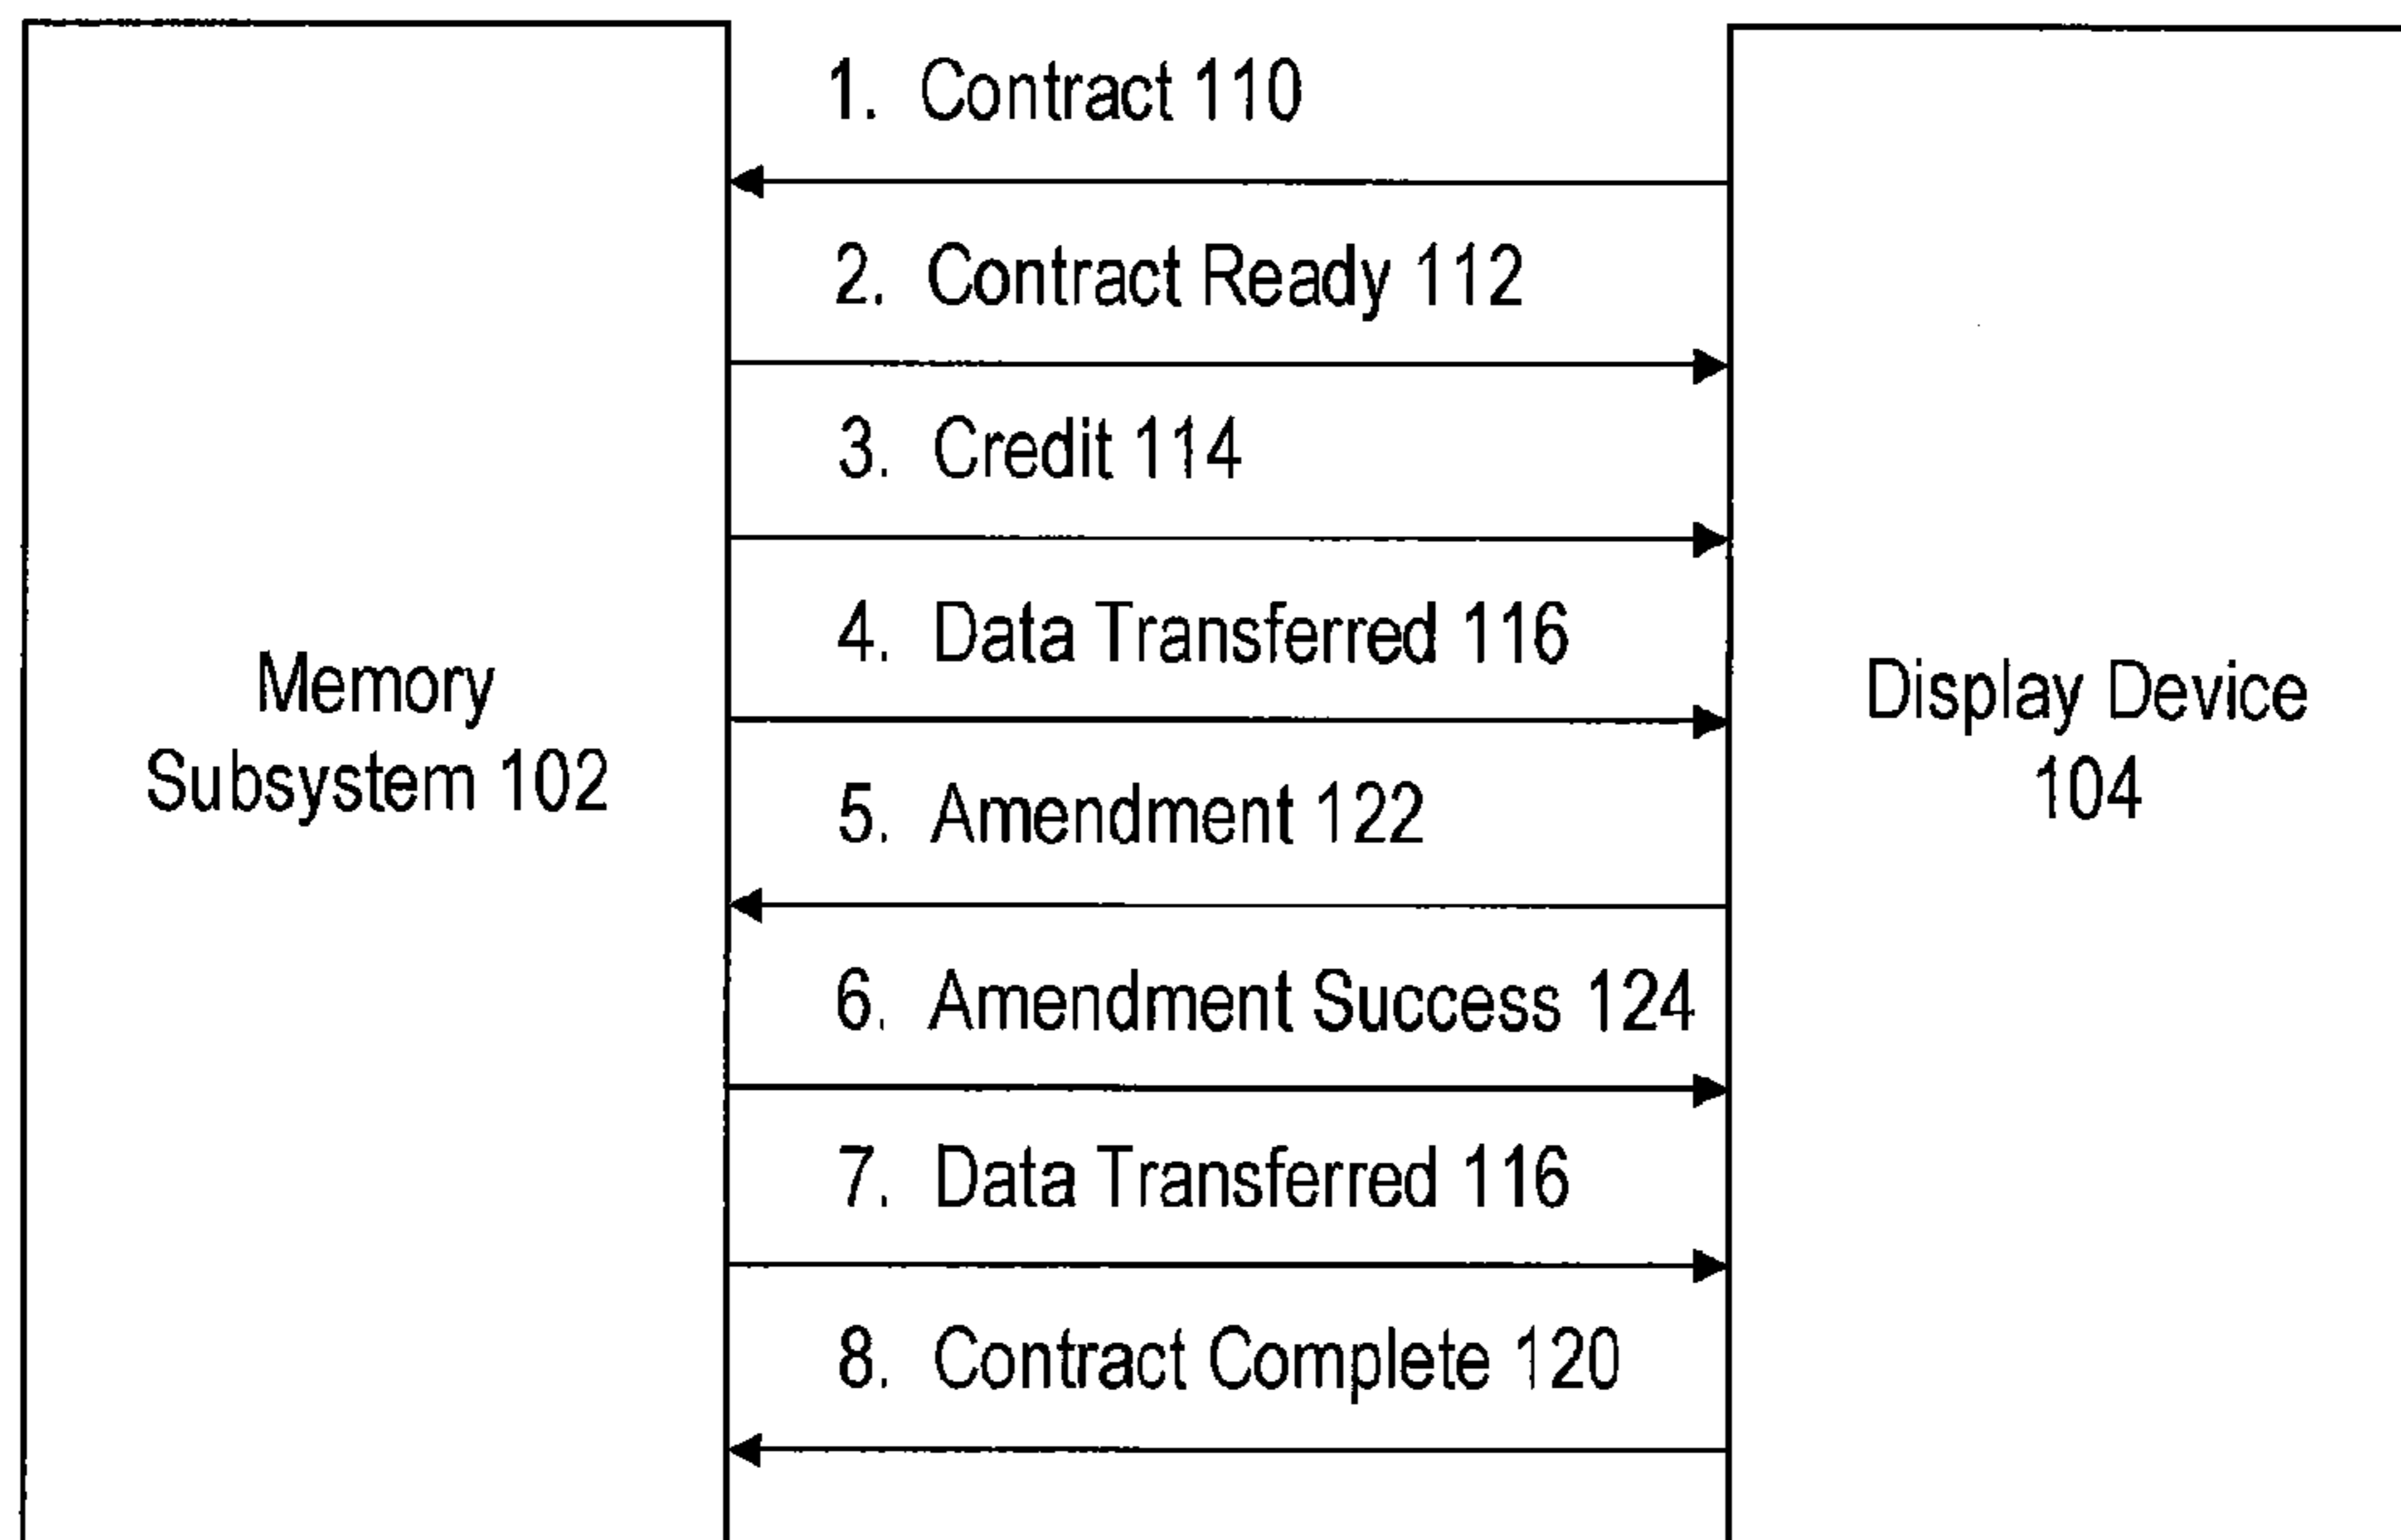 1. Contract 110
2. Contract Ready 112
3. Credit 114
4. Data Transferred 116
Memory
Subsystem 102
Display Device
104
5. Amendment 122
6. Amendment Success 124
7. Data Transferred 116
8. Contract Complete 120